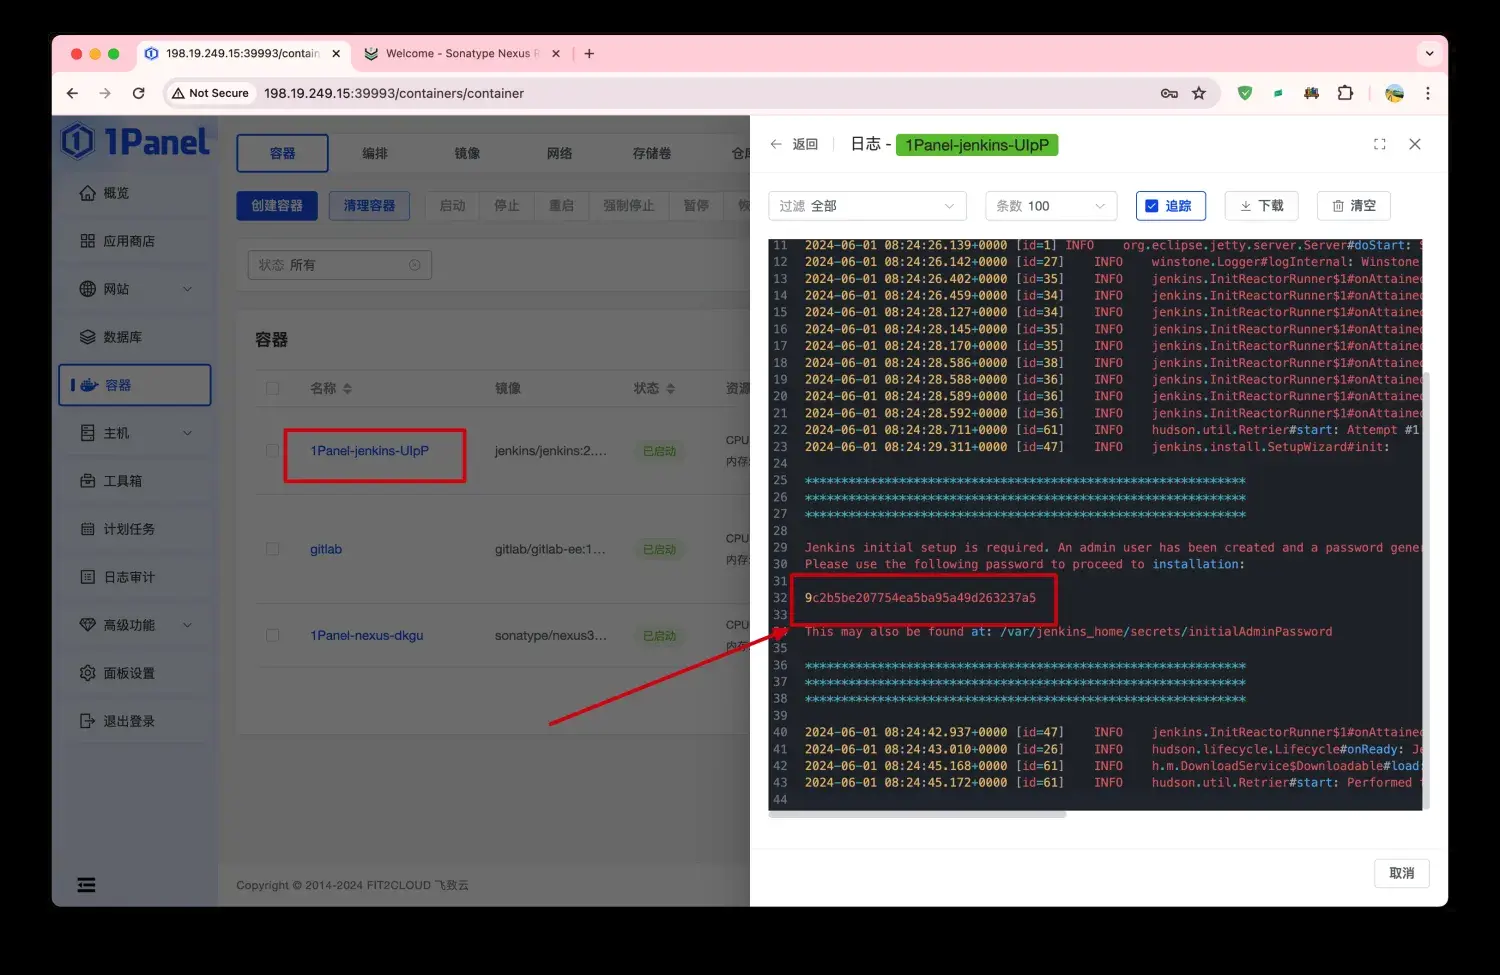 198.19.249.15:39993/contain
Welcome - Sonatype Nexus R
Not Secure
198.19.249.15:39993/containers/container
1Panel
概览
应用商店
网站
数据库
容器
主机
工具箱
计划任务
日志审计
高级功能
面板设置
退出登录
容器 编排 镜像 网络 存储卷
创建容器 清理容器 启动 停止 重启 强制停止 暂停
状态 所有
容器
名称 镜像 状态 资源
1Panel-jenkins-UIpP jenkins/jenkins:2.... 已启动 CPU
内存
gitlab gitlab/gitlab-ee:1... 已启动 CPU
内存
1Panel-nexus-dkgu sonatype/nexus3... 已启动 CPU
内存
Copyright © 2014-2024 FIT2CLOUD 飞致云
返回 日志 - 1Panel-jenkins-UIpP
过滤 全部 条数 100 追踪 下载 清空
11 2024-06-01 08:24:26.139+0000 [id=1] INFO org.eclipse.jetty.server.Server#doStart: S
12 2024-06-01 08:24:26.142+0000 [id=27] INFO winstone.Logger#logInternal: Winstone
13 2024-06-01 08:24:26.402+0000 [id=35] INFO jenkins.InitReactorRunner$1#onAttained
14 2024-06-01 08:24:26.459+0000 [id=34] INFO jenkins.InitReactorRunner$1#onAttained
15 2024-06-01 08:24:28.127+0000 [id=34] INFO jenkins.InitReactorRunner$1#onAttained
16 2024-06-01 08:24:28.145+0000 [id=35] INFO jenkins.InitReactorRunner$1#onAttained
17 2024-06-01 08:24:28.170+0000 [id=35] INFO jenkins.InitReactorRunner$1#onAttained
18 2024-06-01 08:24:28.586+0000 [id=38] INFO jenkins.InitReactorRunner$1#onAttained
19 2024-06-01 08:24:28.588+0000 [id=36] INFO jenkins.InitReactorRunner$1#onAttained
20 2024-06-01 08:24:28.589+0000 [id=36] INFO jenkins.InitReactorRunner$1#onAttained
21 2024-06-01 08:24:28.592+0000 [id=36] INFO jenkins.InitReactorRunner$1#onAttained
22 2024-06-01 08:24:28.711+0000 [id=61] INFO hudson.util.Retrier#start: Attempt #1
23 2024-06-01 08:24:29.311+0000 [id=47] INFO jenkins.install.SetupWizard#init:
24
25 *************************************************************
26 *************************************************************
27 *************************************************************
28
29 Jenkins initial setup is required. An admin user has been created and a password gener
30 Please use the following password to proceed to installation:
31
32 9c2b5be207754ea5ba95a49d263237a5
33
This may also be found at: /var/jenkins_home/secrets/initialAdminPassword
35
36 *************************************************************
37 *************************************************************
38 *************************************************************
39
40 2024-06-01 08:24:42.937+0000 [id=47] INFO jenkins.InitReactorRunner$1#onAttained
41 2024-06-01 08:24:43.010+0000 [id=26] INFO hudson.lifecycle.Lifecycle#onReady: Je
42 2024-06-01 08:24:45.168+0000 [id=61] INFO h.m.DownloadService$Downloadable#load:
43 2024-06-01 08:24:45.172+0000 [id=61] INFO hudson.util.Retrier#start: Performed
44
取消